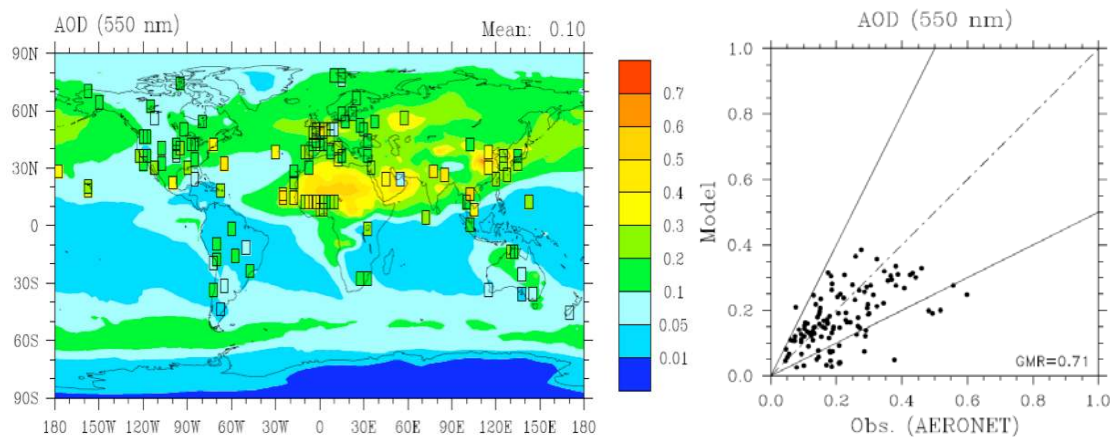 AOD (550 nm)
Mean: 0.10
90N
60N
30N
0
30S
60S
90S
180 150W 120W 90W 60W 30W 0 30E 60E 90E 120E 150E 180
0.7
0.6
0.5
0.4
0.3
0.2
0.1
0.05
0.01
AOD (550 nm)
Model
1.0
0.8
0.6
0.4
0.2
0.0
GMR=0.71
0.0 0.2 0.4 0.6 0.8 1.0
Obs. (AERONET)